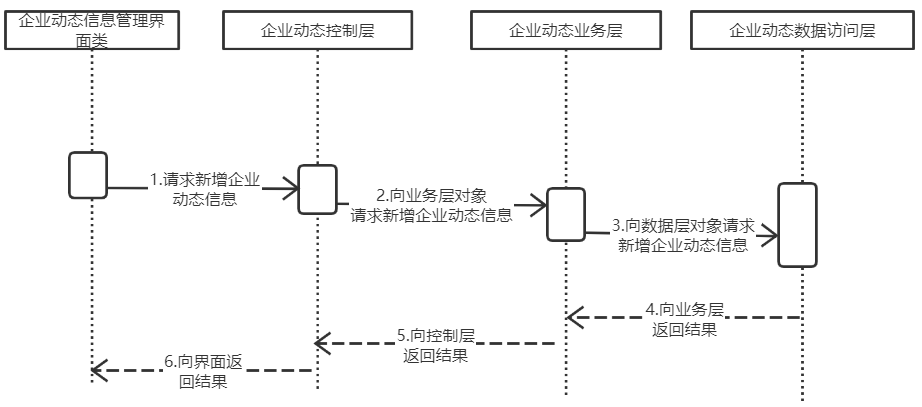 企业动态信息管理界
面类
企业动态控制层
企业动态业务层
企业动态数据访问层
1.请求新增企业
动态信息
2.向业务层对象
请求新增企业动态信息
3.向数据层对象请求
新增企业动态信息
4.向业务层
返回结果
5.向控制层
返回结果
6.向界面返
回结果